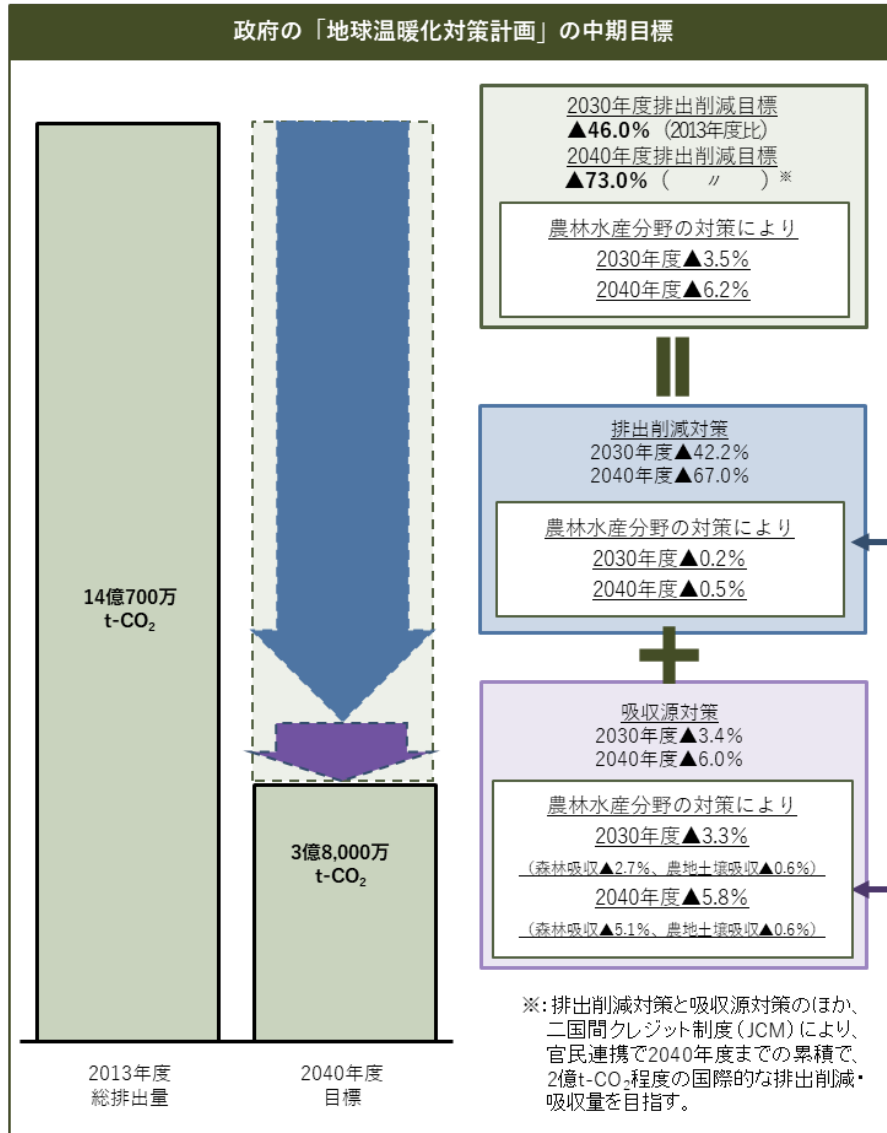 政府の「地球温暖化対策計画」の中期目標
14億700万
t-CO₂
2013年度
総排出量
3億8,000万
t-CO₂
2040年度
目標
2030年度排出削減目標
▲46.0%（2013年度比）
2040年度排出削減目標
▲73.0%（　〃　）※
農林水産分野の対策により
2030年度▲3.5%
2040年度▲6.2%
排出削減対策
2030年度▲42.2%
2040年度▲67.0%
農林水産分野の対策により
2030年度▲0.2%
2040年度▲0.5%
吸収源対策
2030年度▲3.4%
2040年度▲6.0%
農林水産分野の対策により
2030年度▲3.3%
（森林吸収▲2.7%、農地土壌吸収▲0.6%）
2040年度▲5.8%
（森林吸収▲5.1%、農地土壌吸収▲0.6%）
※：排出削減対策と吸収源対策のほか、
二国間クレジット制度（JCM）により、
官民連携で2040年度までの累積で、
2億t-CO₂程度の国際的な排出削減・
吸収量を目指す。